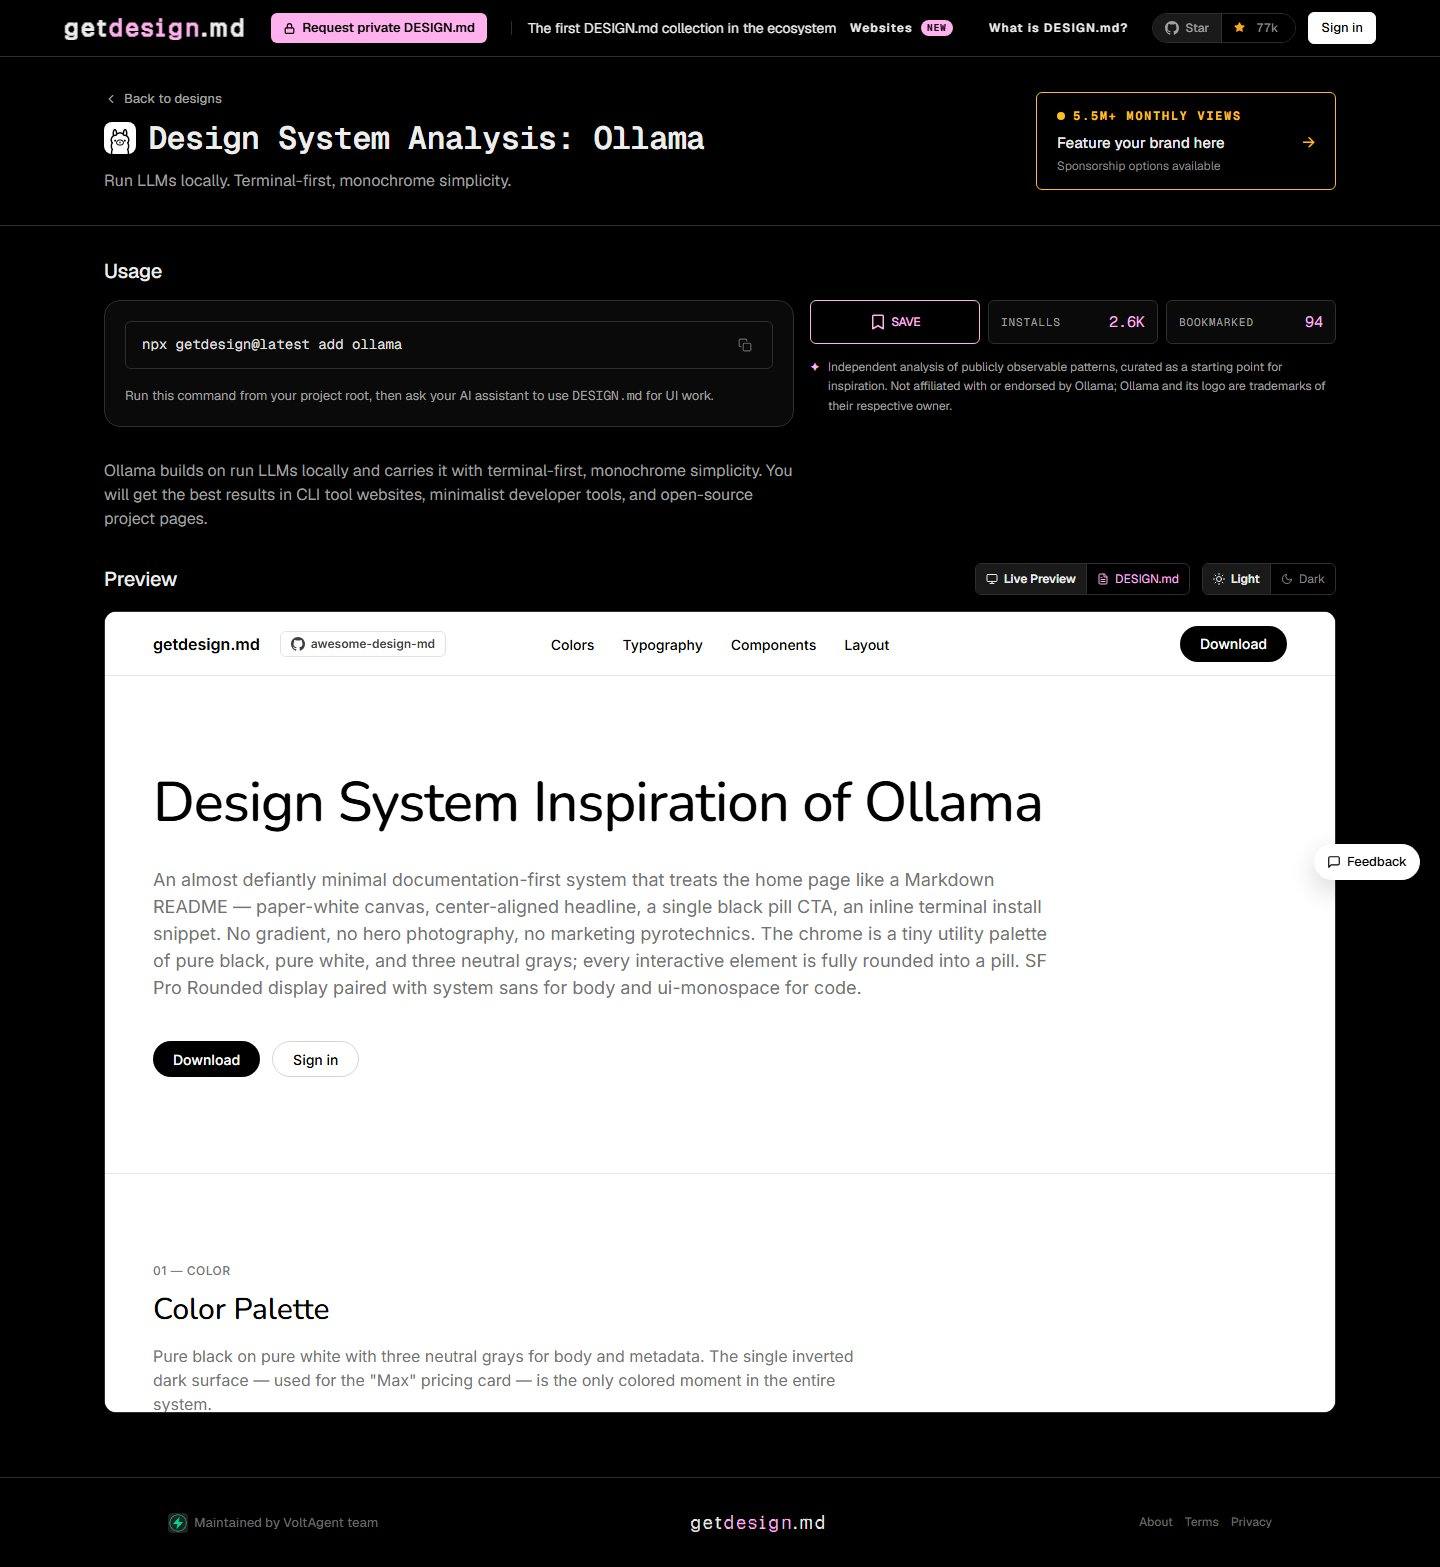 getdesign.md
Request private DESIGN.md
The first DESIGN.md collection in the ecosystem
Websites NEW
What is DESIGN.md?
Star
77k
Sign in
Back to designs
Design System Analysis: Ollama
Run LLMs locally. Terminal-first, monochrome simplicity.
5.5M+ MONTHLY VIEWS
Feature your brand here
Sponsorship options available
Usage
npx getdesign@latest add ollama
Run this command from your project root, then ask your AI assistant to use DESIGN.md for UI work.
SAVE
INSTALLS 2.6K
BOOKMARKED 94
Independent analysis of publicly observable patterns, curated as a starting point for
inspiration. Not affiliated with or endorsed by Ollama; Ollama and its logo are trademarks of
their respective owner.
Ollama builds on run LLMs locally and carries it with terminal-first, monochrome simplicity. You
will get the best results in CLI tool websites, minimalist developer tools, and open-source
project pages.
Preview
Live Preview
DESIGN.md
Light
Dark
getdesign.md
awesome-design-md
Colors
Typography
Components
Layout
Download
Design System Inspiration of Ollama
An almost defiantly minimal documentation-first system that treats the home page like a Markdown
README — paper-white canvas, center-aligned headline, a single black pill CTA, an inline terminal install
snippet. No gradient, no hero photography, no marketing pyrotechnics. The chrome is a tiny utility palette
of pure black, pure white, and three neutral grays; every interactive element is fully rounded into a pill. SF
Pro Rounded display paired with system sans for body and ui-monospace for code.
Download
Sign in
Feedback
01 — COLOR
Color Palette
Pure black on pure white with three neutral grays for body and metadata. The single inverted
dark surface — used for the "Max" pricing card — is the only colored moment in the entire
system.
Maintained by VoltAgent team
getdesign.md
About
Terms
Privacy